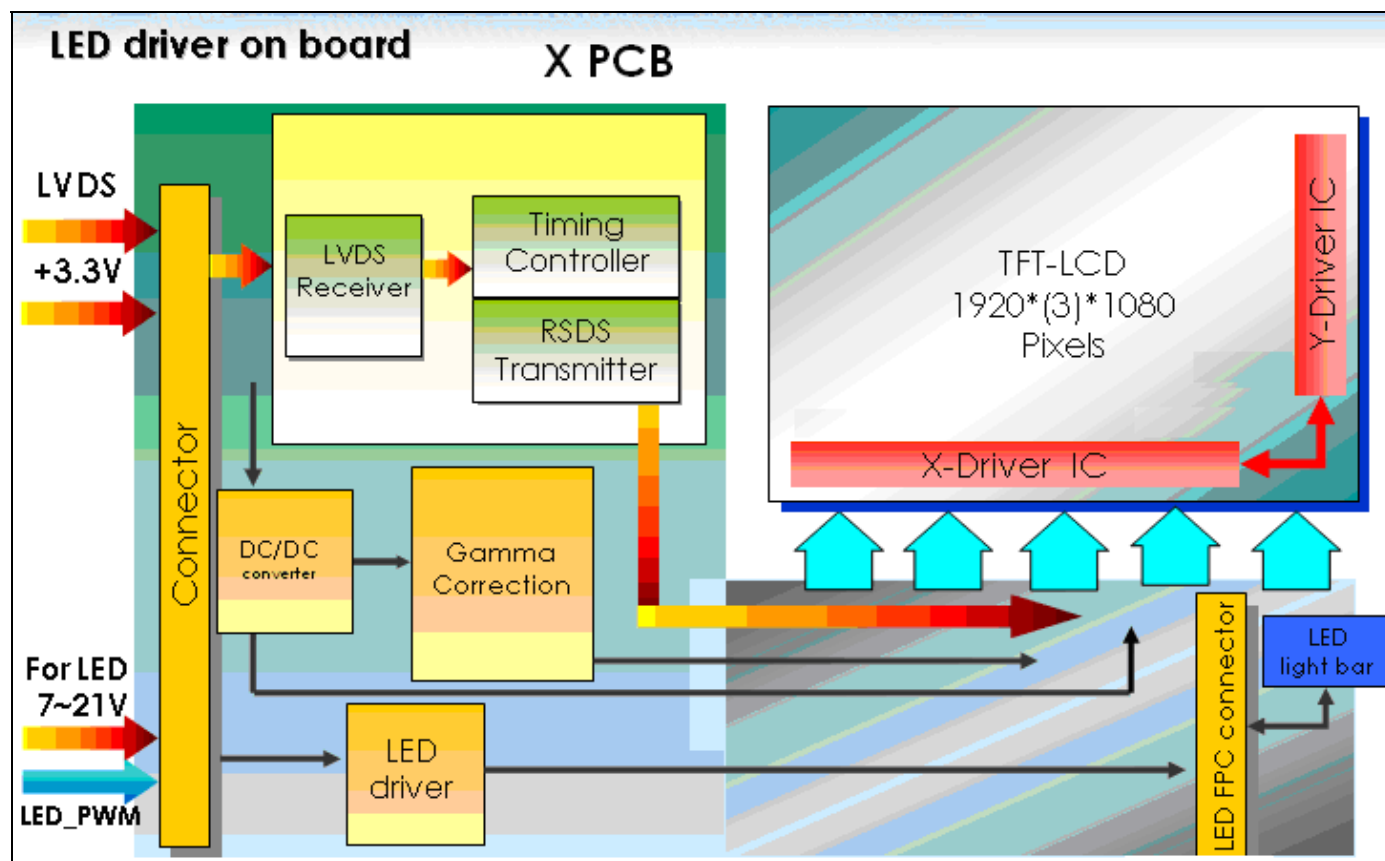 LED driver on board
X PCB
LVDS
+3.3V
For LED
7~21V
LED_PWM
Connector
LVDS
Receiver
Timing
Controller
RSDS
Transmitter
DC/DC
converter
Gamma
Correction
LED
driver
TFT-LCD
1920*(3)*1080
Pixels
Y-Driver IC
X-Driver IC
LED FPC connector
LED
light bar